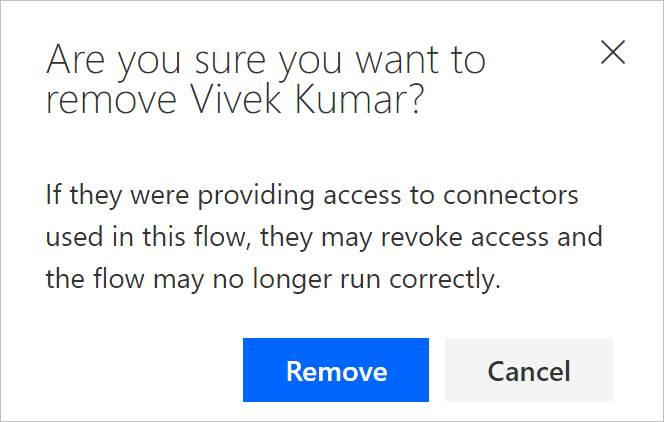 Are you sure you want to
remove Vivek Kumar?
If they were providing access to connectors
used in this flow, they may revoke access and
the flow may no longer run correctly.
Remove
Cancel